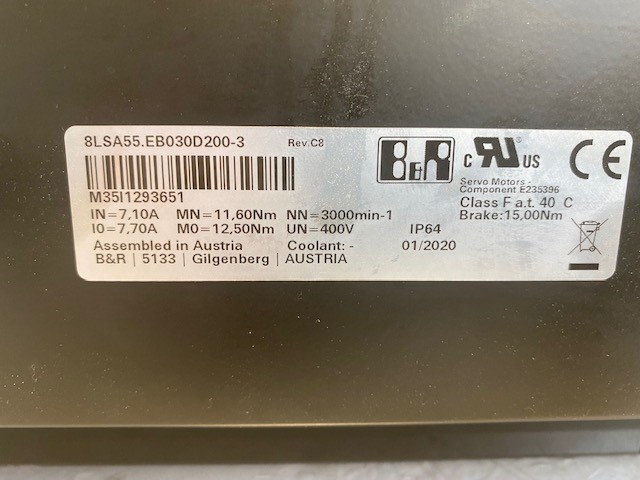 8LSA55.EB030D200-3 Rev.C8
B&R
c RU US
CE
Servo Motors -
Component E235396
M35I1293651
Class F a.t. 40 C
IN=7,10A MN=11,60Nm NN=3000min-1
Brake:15,00Nm
I0=7,70A M0=12,50Nm UN=400V IP64
Assembled in Austria Coolant: - 01/2020
B&R | 5133 | Gilgenberg | AUSTRIA